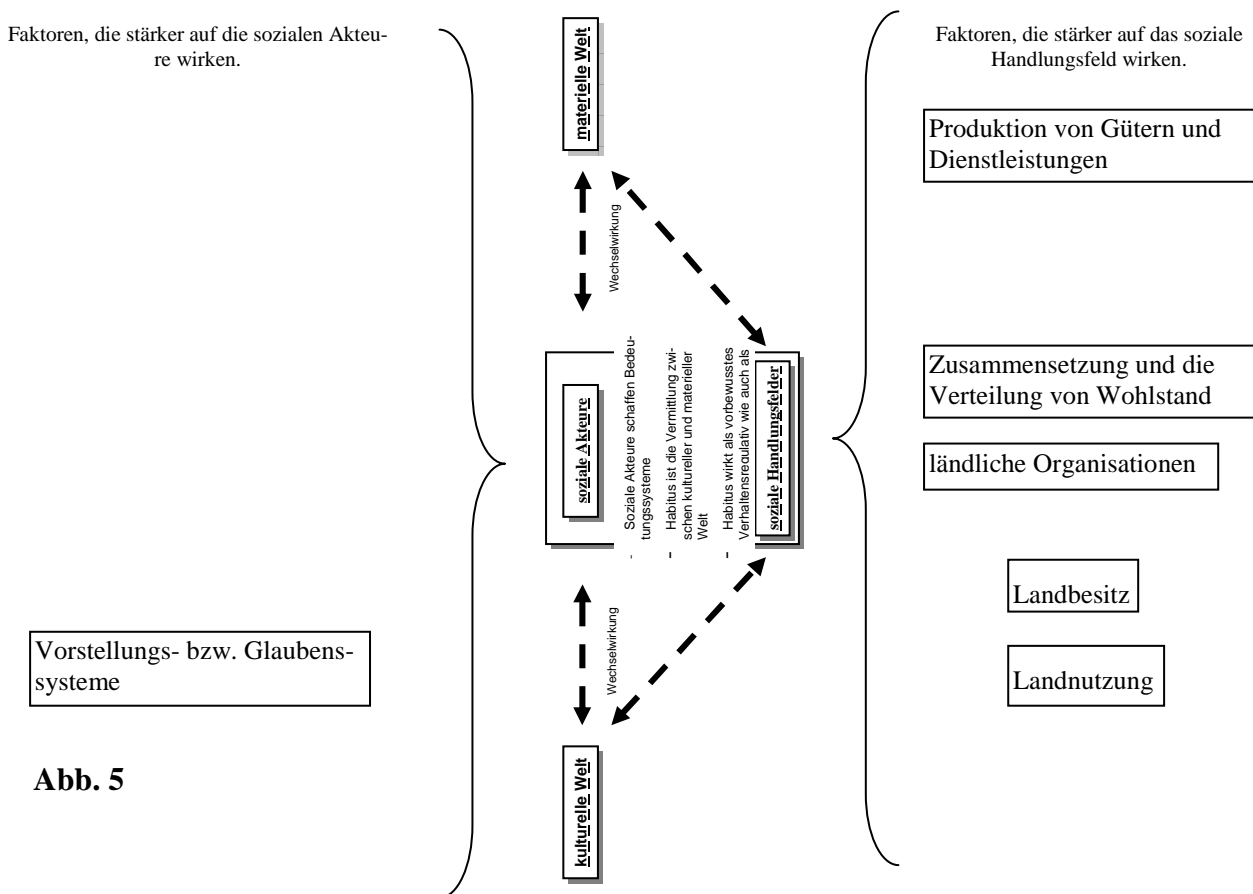 Faktoren, die stärker auf die sozialen Akteu-
re wirken.
Vorstellungs- bzw. Glaubens-
systeme
Abb. 5
materielle Welt
Wechselwirkung
soziale Akteure
- Soziale Akteure schaffen Bedeu-
tungssysteme
- Habitus ist die Vermittlung zwi-
schen kultureller und materieller
Welt
- Habitus wirkt als vorbewusstes
Verhaltensregulativ wie auch als
soziale Handlungsfelder
Wechselwirkung
kulturelle Welt
Faktoren, die stärker auf das soziale
Handlungsfeld wirken.
Produktion von Gütern und
Dienstleistungen
Zusammensetzung und die
Verteilung von Wohlstand
ländliche Organisationen
Landbesitz
Landnutzung